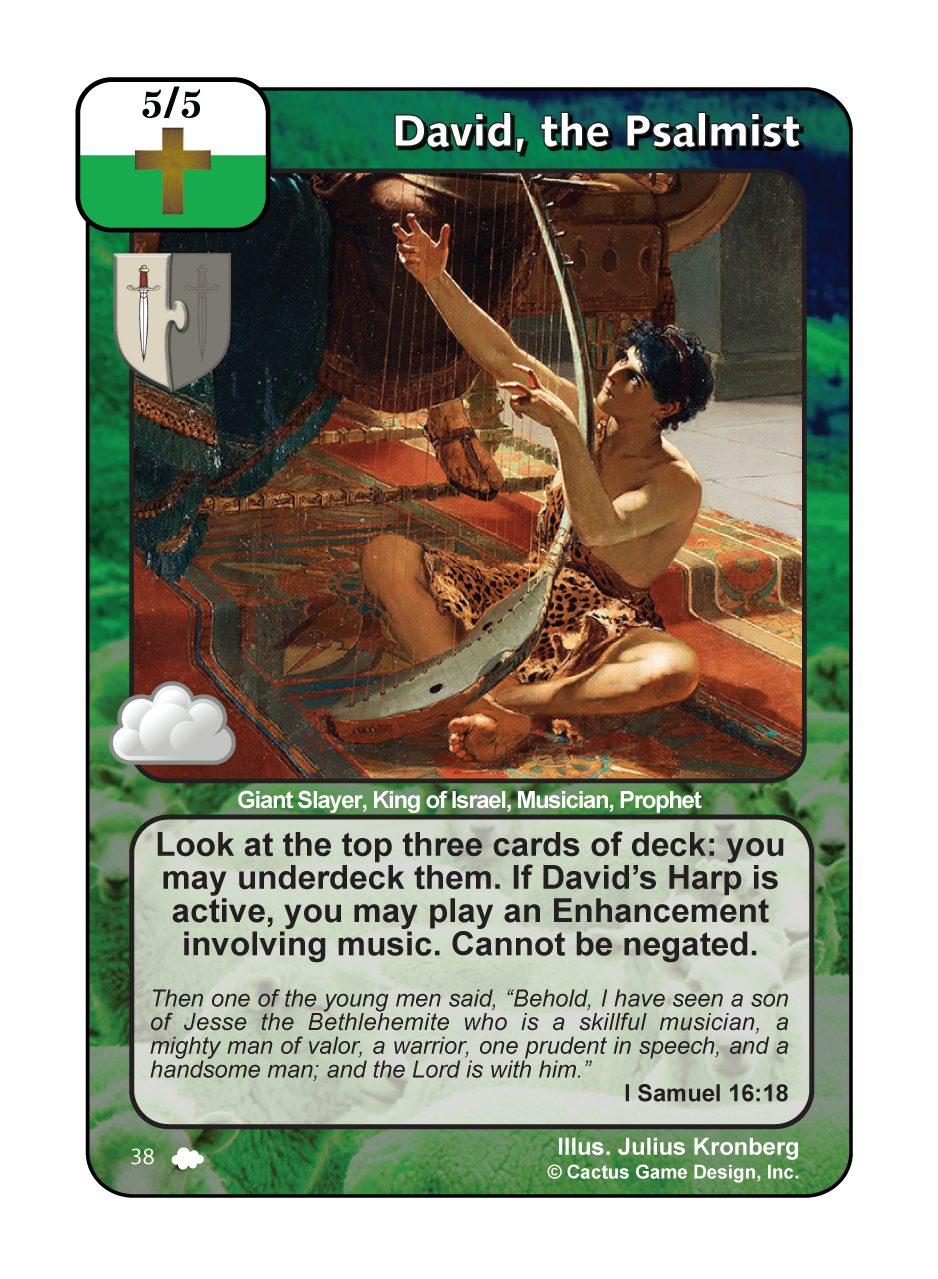 5/5
David, the Psalmist
Giant Slayer, King of Israel, Musician, Prophet
Look at the top three cards of deck: you
may underdeck them. If David’s Harp is
active, you may play an Enhancement
involving music. Cannot be negated.
Then one of the young men said, “Behold, I have seen a son
of Jesse the Bethlehemite who is a skillful musician, a
mighty man of valor, a warrior, one prudent in speech, and a
handsome man; and the Lord is with him.”
I Samuel 16:18
38
Illus. Julius Kronberg
© Cactus Game Design, Inc.